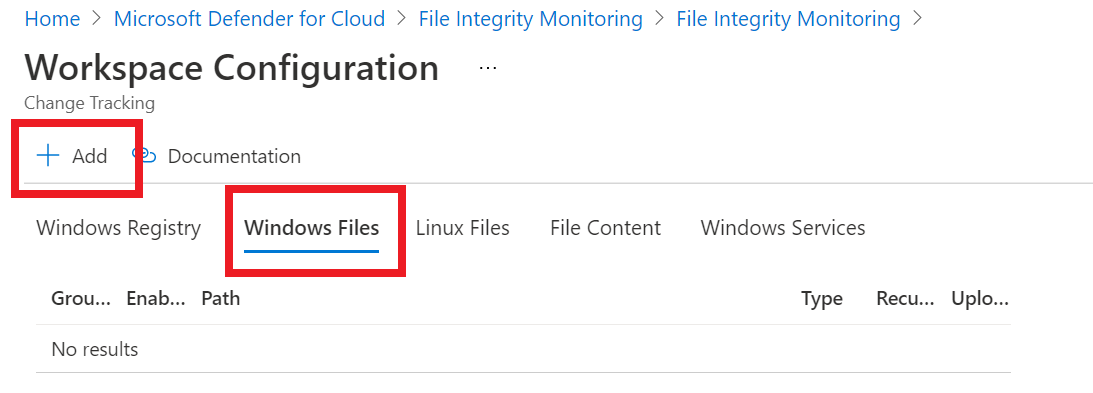 Home > Microsoft Defender for Cloud > File Integrity Monitoring > File Integrity Monitoring >
Workspace Configuration ...
Change Tracking
+ Add Documentation
Windows Registry Windows Files Linux Files File Content Windows Services
Grou... Enab... Path Type Recu... Uplo...
No results